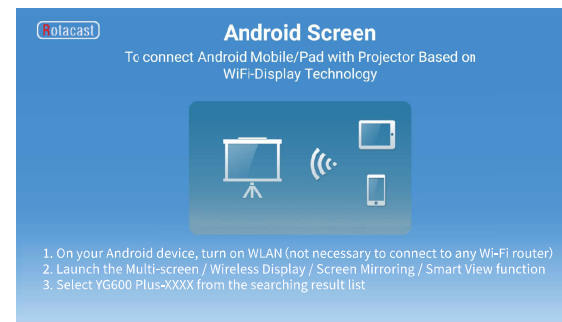 Rotacast
Android Screen
To connect Android Mobile/Pad with Projector Based on
WiFi-Display Technology
1. On your Android device, turn on WLAN (not necessary to connect to any Wi-Fi router)
2. Launch the Multi-screen / Wireless Display / Screen Mirroring / Smart View function
3. Select YG600 Plus-XXXX from the searching result list